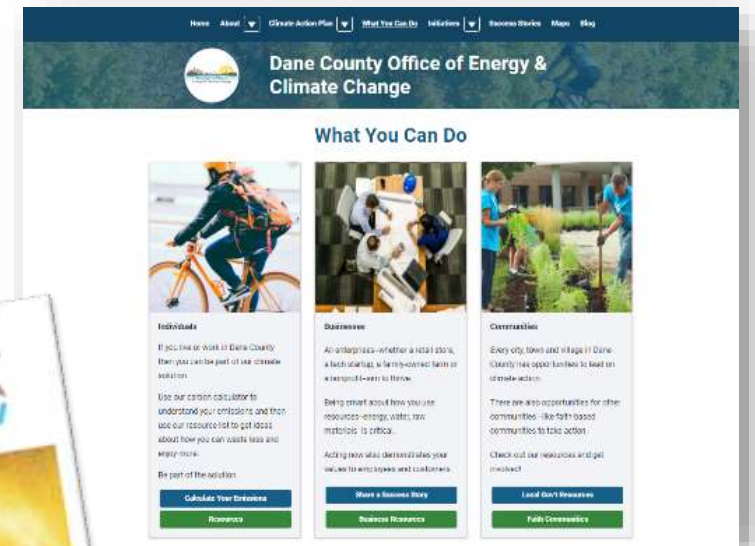 Home About Climate Action Plan What You Can Do Initiatives Success Stories Maps Blog
Dane County Office of Energy &
Climate Change
What You Can Do
Individuals
If you live or work in Dane County
then you can be part of our climate
solution.
Use our carbon calculator to
understand your emissions and then
use our resource list to get ideas
about how you can waste less and
enjoy more.
Be part of the solution
Calculate Your Emissions
Resources
Businesses
All enterprises–whether a retail store,
a tech startup, a family-owned farm or
a nonprofit–aim to thrive.
Being smart about how you use
resources–energy, water, raw
materials–is critical.
Acting now also demonstrates your
values to employees and customers.
Share a Success Story
Business Resources
Communities
Every city, town and village in Dane
County has opportunities to lead on
climate action.
There are also opportunities for other
communities–like faith-based
communities to take action.
Check out our resources and get
involved!
Local Gov't Resources
Faith Communities